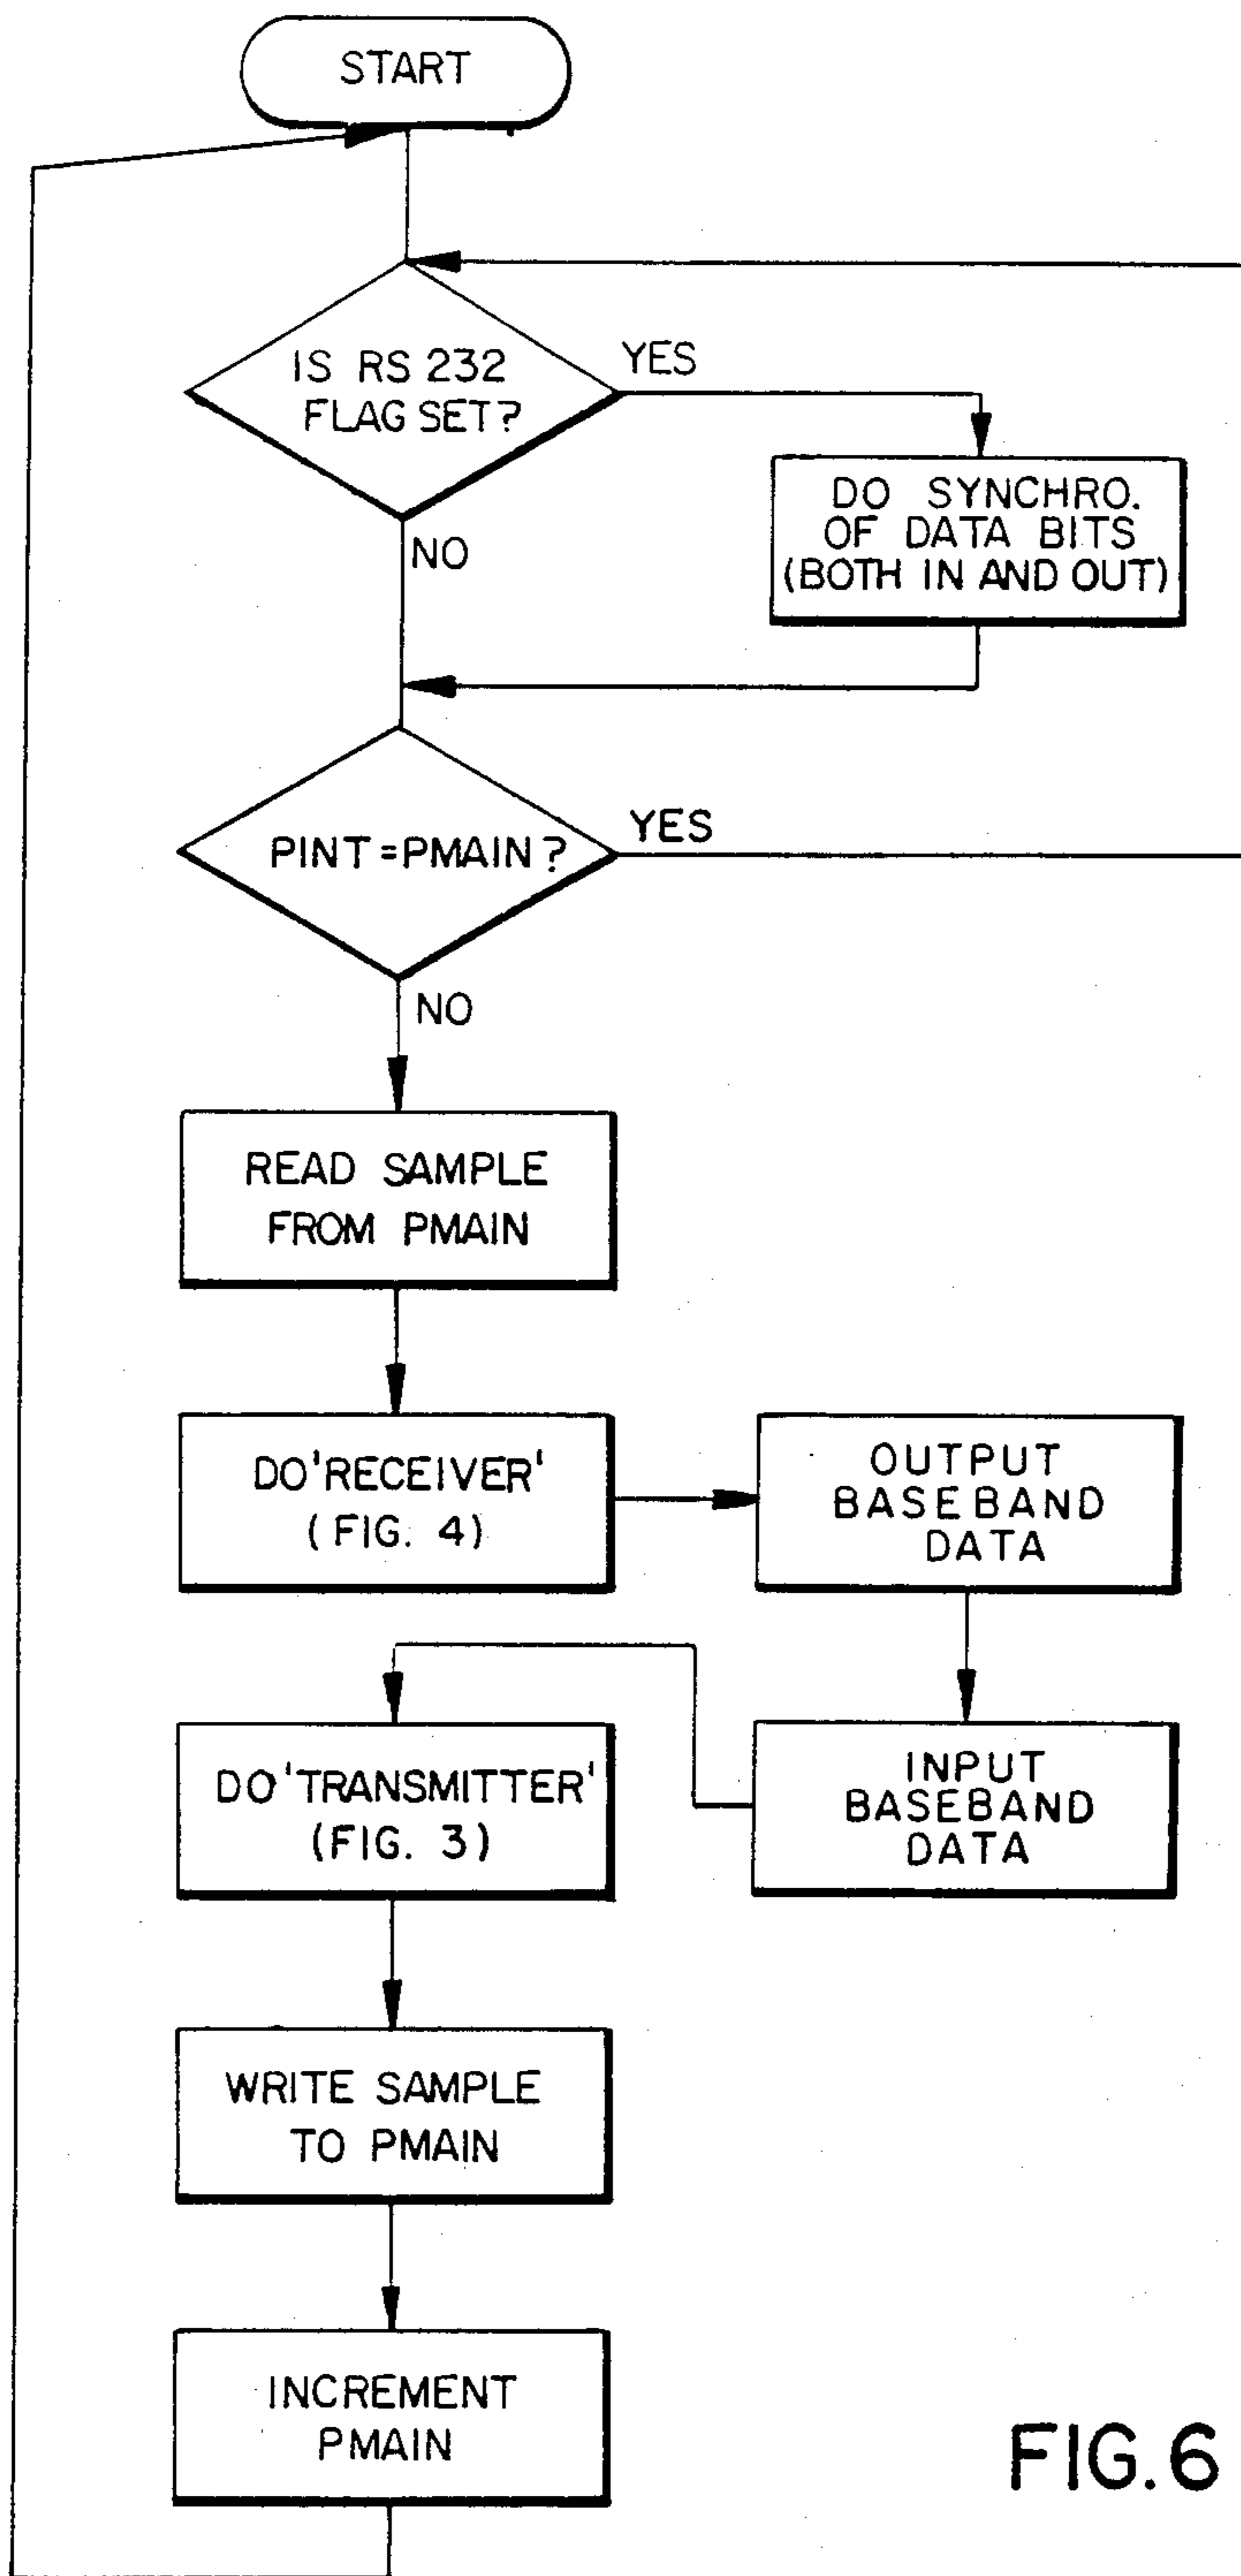 START
IS RS 232
FLAG SET?
YES
DO SYNCHRO.
OF DATA BITS
(BOTH IN AND OUT)
NO
PINT=PMAIN?
YES
NO
READ SAMPLE
FROM PMAIN
DO'RECEIVER'
(FIG. 4)
OUTPUT
BASEBAND
DATA
INPUT
BASEBAND
DATA
DO'TRANSMITTER'
(FIG. 3)
WRITE SAMPLE
TO PMAIN
INCREMENT
PMAIN
FIG.6